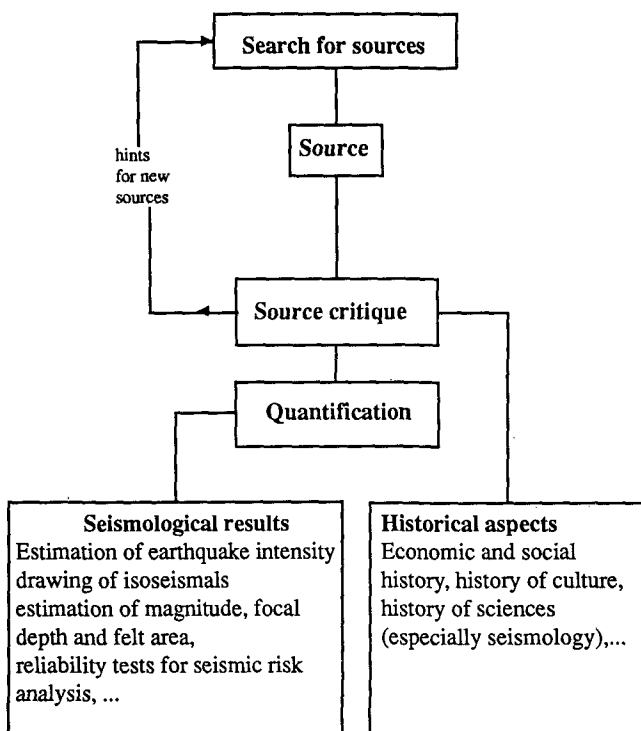 Search for sources
Source
hints
for new
sources
Source critique
Quantification
Seismological results
Estimation of earthquake intensity
drawing of isoseismals
estimation of magnitude, focal
depth and felt area,
reliability tests for seismic risk
analysis, ...
Historical aspects
Economic and social
history, history of culture,
history of sciences
(especially seismology),...